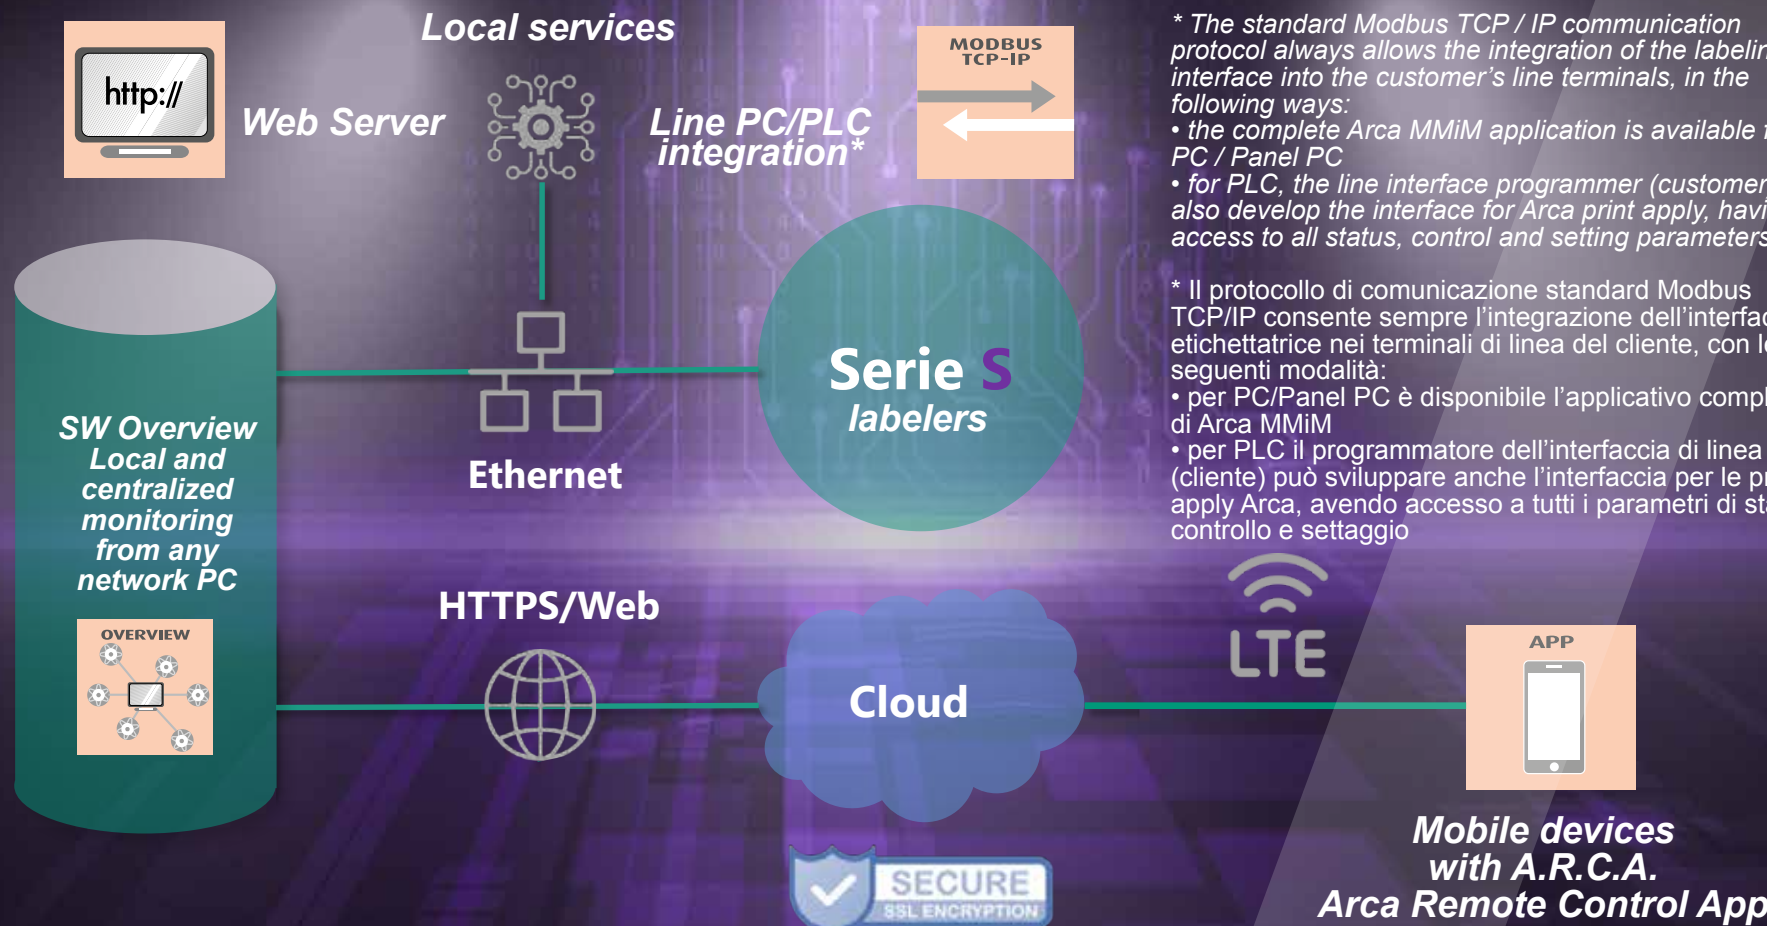 Local services
http://
Web Server
Line PC/PLC
integration*
MODBUS
TCP-IP
* The standard Modbus TCP / IP communication
protocol always allows the integration of the
interface into the customer's line terminals, in the
following ways:
• the complete Arca MMiM application is available
PC / Panel PC
• for PLC, the line interface programmer (customer
also develop the interface for Arca print apply,
access to all status, control and setting parameters
* Il protocollo di comunicazione standard Modbus
TCP/IP consente sempre l'integrazione
etichettatrice nei terminali di linea del cliente, con
seguenti modalità:
• per PC/Panel PC è disponibile l'applicativo
di Arca MMiM
• per PLC il programmatore dell'interfaccia di linea
(cliente) può sviluppare anche l'interfaccia per le
apply Arca, avendo accesso a tutti i parametri di
controllo e settaggio
Serie S
labelers
Ethernet
SW Overview
Local and
centralized
monitoring
from any
network PC
OVERVIEW
HTTPS/Web
Cloud
LTE
APP
Mobile devices
with A.R.C.A.
Arca Remote Control App
SECURE
SSL ENCRYPTION